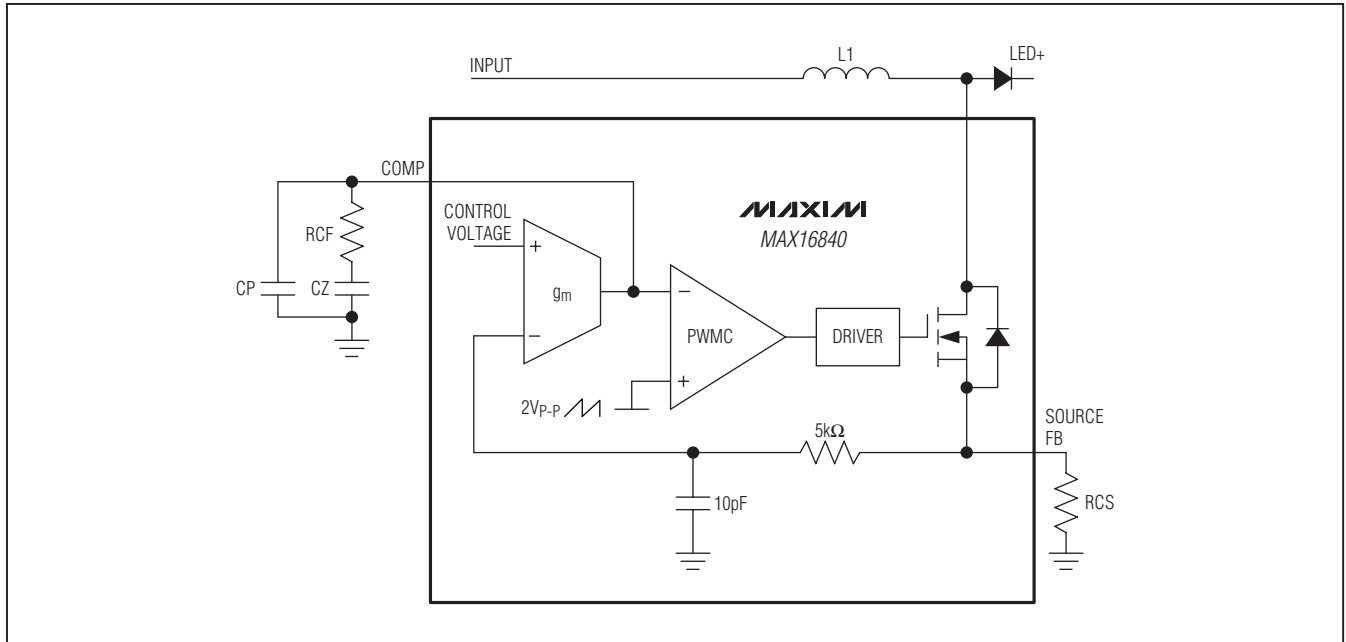 L1
LED+
INPUT
COMP
CONTROL
VOLTAGE
MAXIM
MAX16840
RCF
+
CP
CZ
gm
−
PWMC
DRIVER
−
+
2VP-P
5kΩ
SOURCE
FB
10pF
RCS